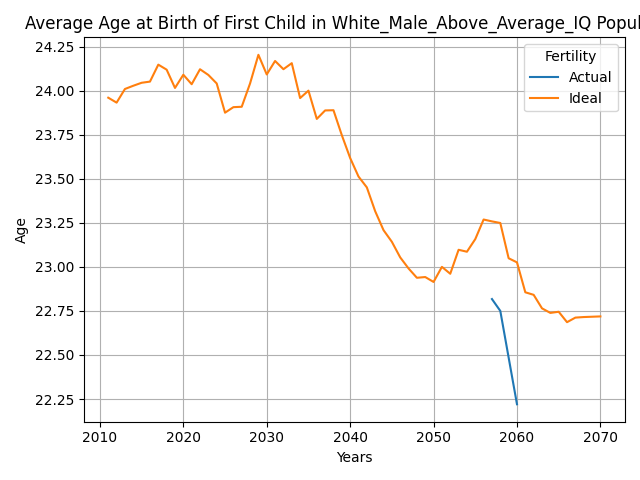 Average Age at Birth of First Child in White_Male_Above_Average_IQ Popul
Fertility
Actual
Ideal
24.25
24.00
23.75
23.50
23.25
23.00
22.75
22.50
22.25
Age
2010 2020 2030 2040 2050 2060 2070
Years